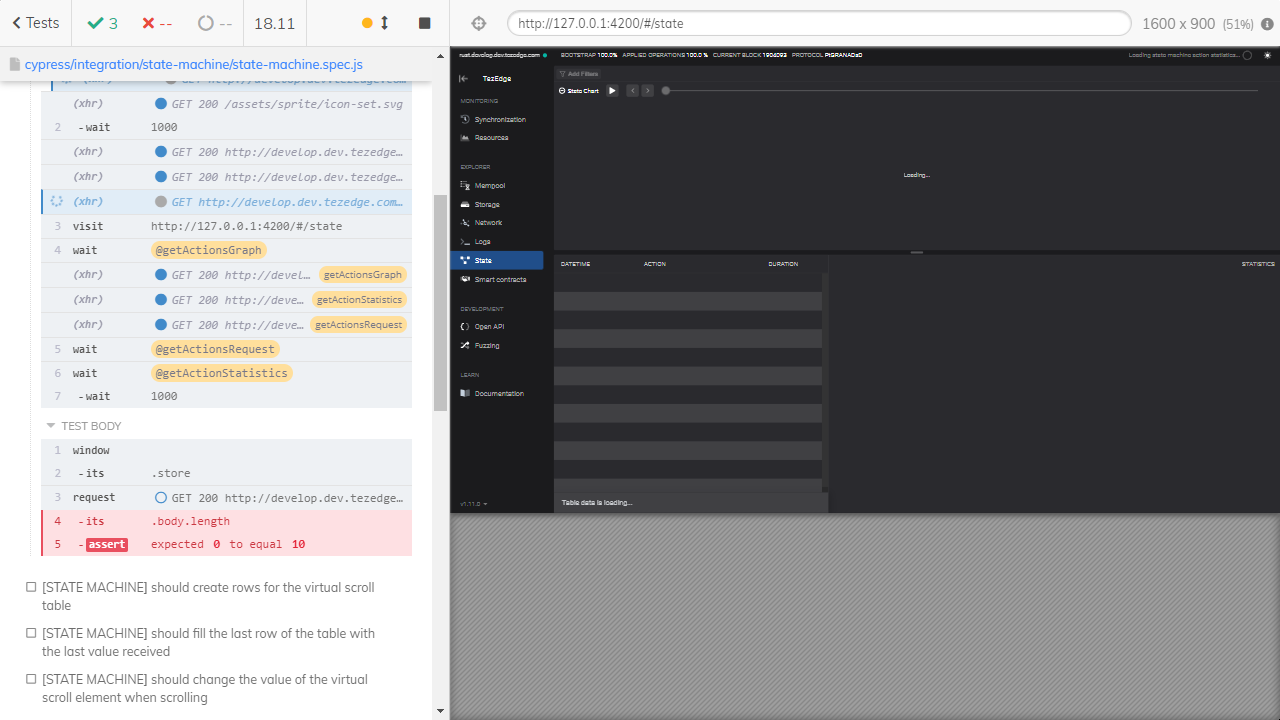 Tests
3
--
--
18.11
http://127.0.0.1:4200/#/state
1600 x 900 (51%)
cypress/integration/state-machine/state-machine.spec.js
(xhr) GET 200 /assets/sprite/icon-set.svg
2 -wait 1000
(xhr) GET 200 http://develop.dev.tezedge…
(xhr) GET 200 http://develop.dev.tezedge…
(xhr) GET http://develop.dev.tezedge.com…
3 visit http://127.0.0.1:4200/#/state
4 wait @getActionsGraph
(xhr) GET 200 http://devel… getActionsGraph
(xhr) GET 200 http://deve… getActionStatistics
(xhr) GET 200 http://deve… getActionsRequest
5 wait @getActionsRequest
6 wait @getActionStatistics
7 -wait 1000
TEST BODY
1 window
2 -its .store
3 request GET 200 http://develop.dev.tezedge…
4 -its .body.length
5 -assert expected 0 to equal 10
[STATE MACHINE] should create rows for the virtual scroll
table
[STATE MACHINE] should fill the last row of the table with
the last value received
[STATE MACHINE] should change the value of the virtual
scroll element when scrolling
rust.develop.dev.tezedge.com BOOTSTRAP 100.0% APPLIED OPERATIONS 100.0 % CURRENT BLOCK 1904093 PROTOCOL PtGRANADsD
Loading state machine action statistics...
TezEdge
MONITORING
Synchronization
Resources
EXPLORER
Mempool
Storage
Network
Logs
State
Smart contracts
DEVELOPMENT
Open API
Fuzzing
LEARN
Documentation
v1.11.0
Add Filters
State Chart
Loading...
DATETIME ACTION DURATION
STATISTICS
Table data is loading...